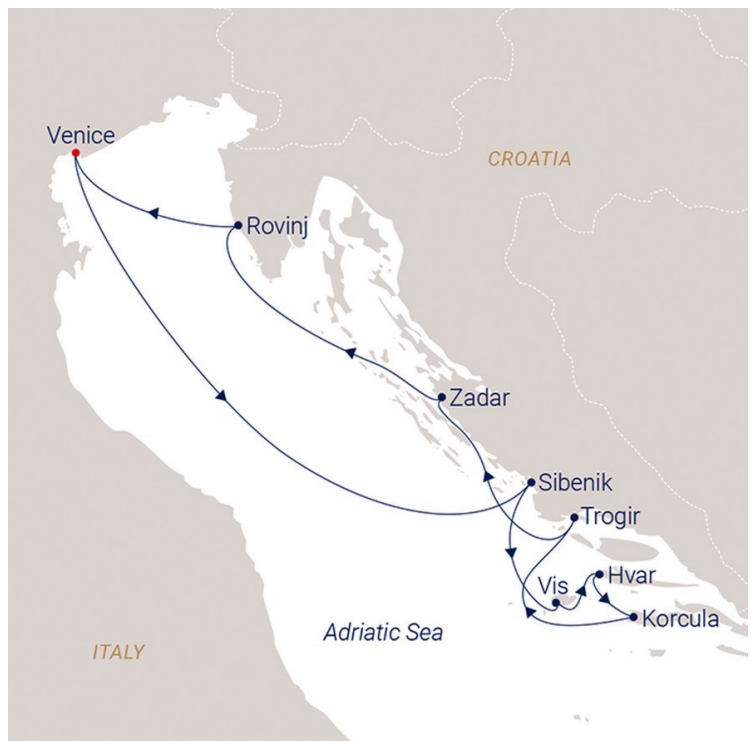 Venice
CROATIA
Rovinj
Zadar
Sibenik
Trogir
Hvar
Vis
Korcula
Adriatic Sea
ITALY